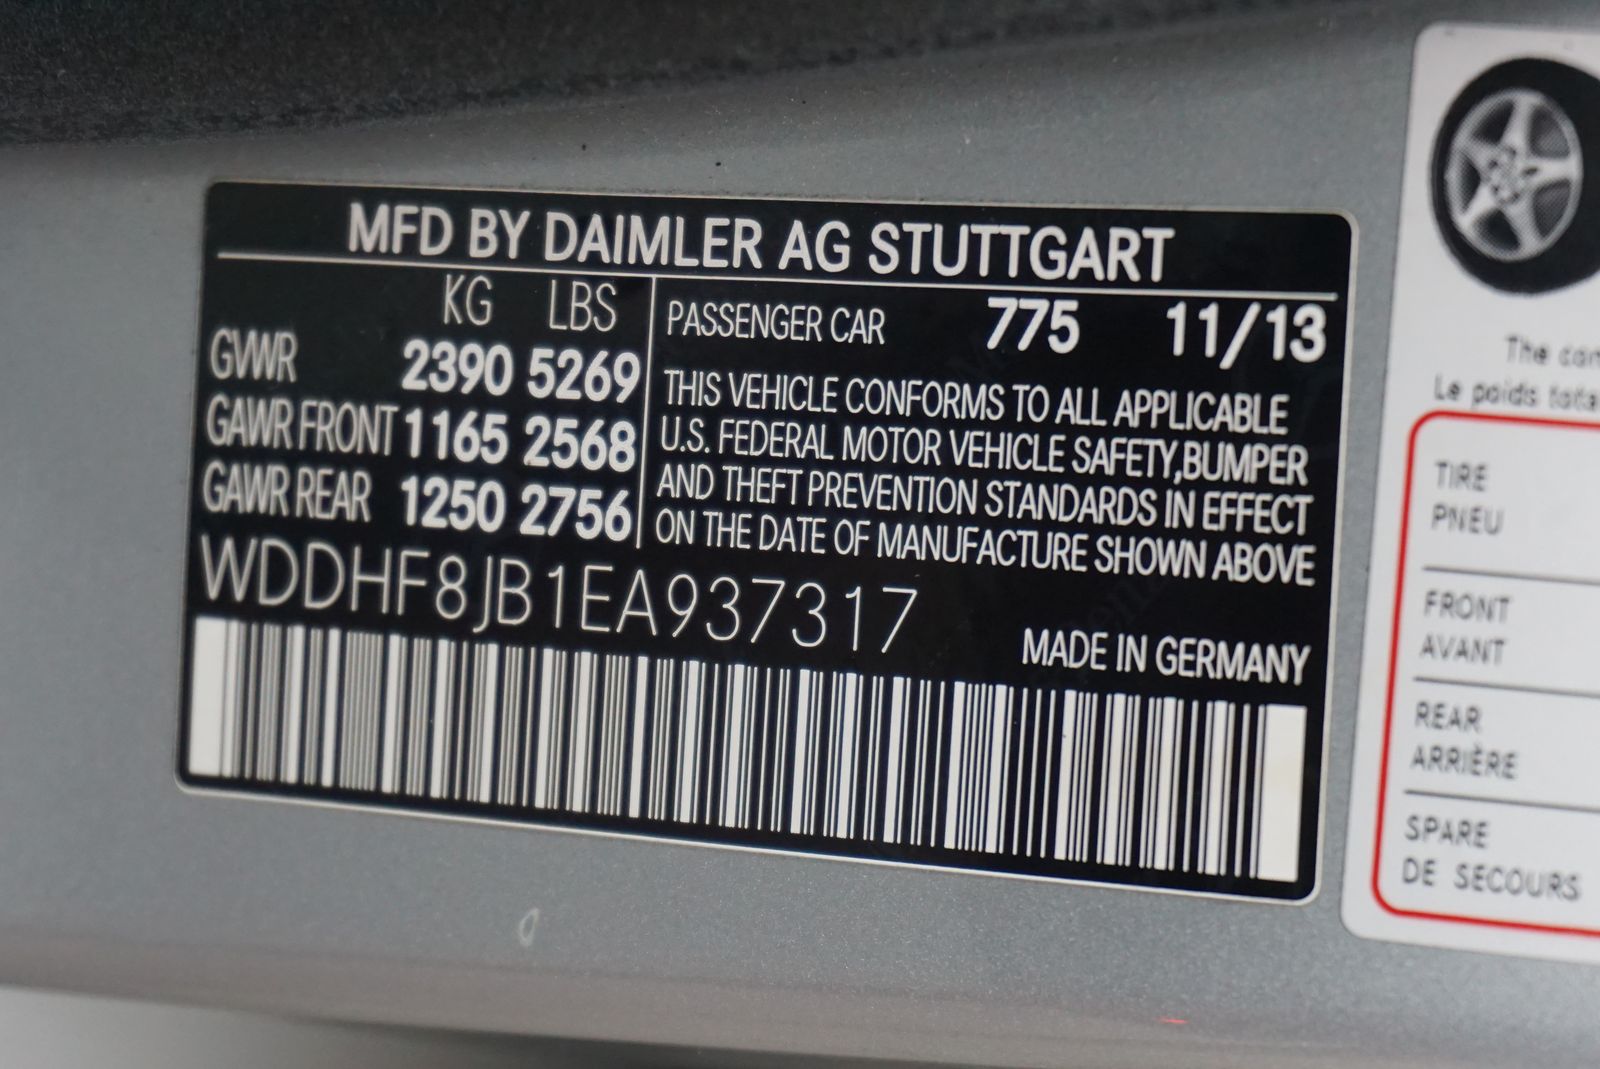 MFD BY DAIMLER AG STUTTGART
KG LBS
GVWR 2390 5269
GAWR FRONT 1165 2568
GAWR REAR 1250 2756
PASSENGER CAR 775 11/13
THIS VEHICLE CONFORMS TO ALL APPLICABLE
U.S. FEDERAL MOTOR VEHICLE SAFETY,BUMPER
AND THEFT PREVENTION STANDARDS IN EFFECT
ON THE DATE OF MANUFACTURE SHOWN ABOVE
WDDHF8JB1EA937317
MADE IN GERMANY
The
Le poids
TIRE
PNEU
FRONT
AVANT
REAR
ARRIÈRE
SPARE
DE SECOURS